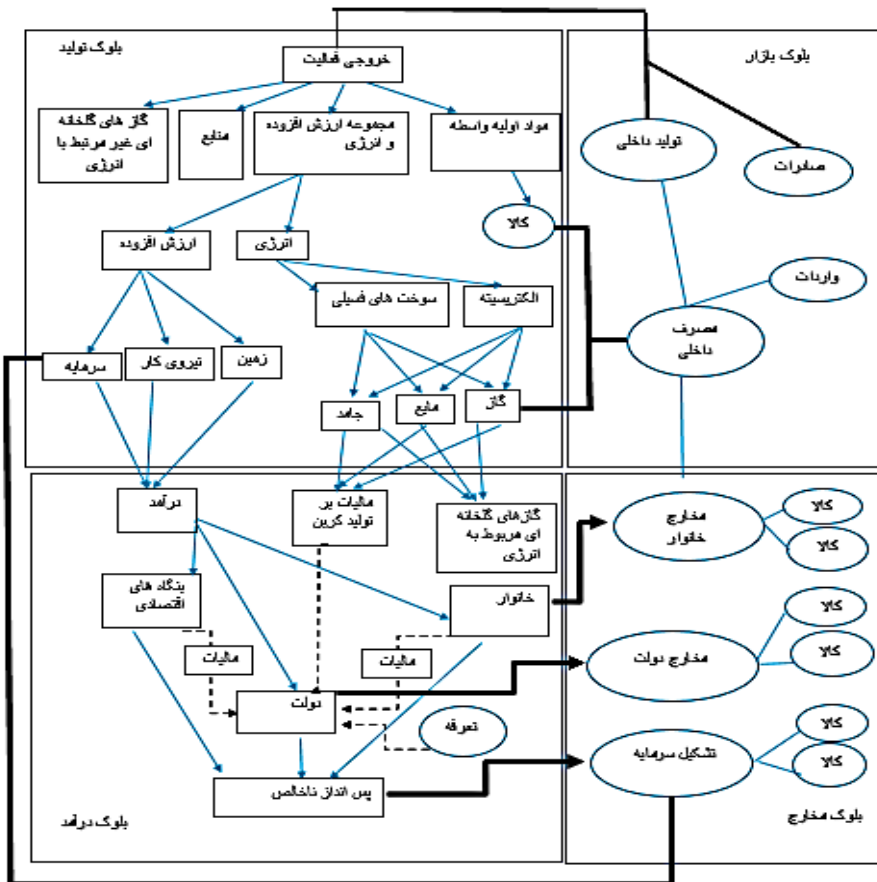 بلوک تولید
خروجی فعالیت
گاز های گلخانه
ای غیر مرتبط با
انرژی
منابع
مجموعه ارزش افزوده
و انرژی
مواد اولیه واسطه
کالا
ارزش افزوده
انرژی
سوخت های فسیلی
الکتریسیته
سرمایه
نیروی کار
زمین
جامد
مایع
گاز
بلوک بازار
تولید داخلی
صادرات
واردات
مصرف
داخلی
درآمد
مالیات بر
تولید کربن
گازهای گلخانه
ای مربوط به
انرژی
بنگاه های
اقتصادی
خانوار
مالیات
مالیات
دولت
تعرفه
پس انداز ناخالص
بلوک درآمد
مخارج
خانوار
کالا
کالا
مخارج دولت
کالا
کالا
تشکیل سرمایه
کالا
کالا
بلوک مخارج